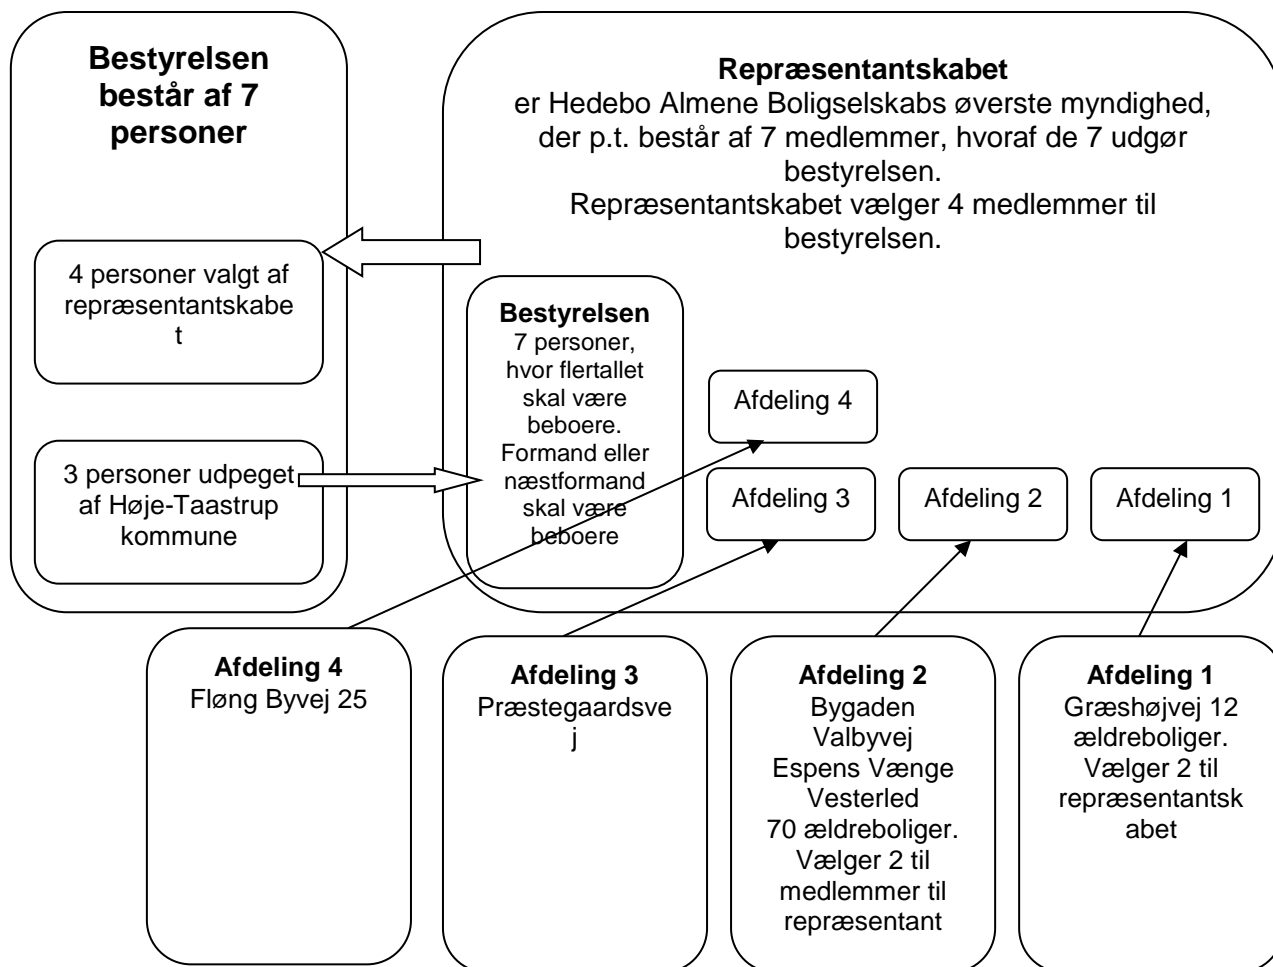 Bestyrelsen
består af 7
personer
4 personer valgt af
repræsentantskabe
t
3 personer udpeget
af Høje-Taastrup
kommune
Repræsentantskabet
er Hedebo Almene Boligselskabs øverste myndighed,
der p.t. består af 7 medlemmer, hvoraf de 7 udgør
bestyrelsen.
Repræsentantskabet vælger 4 medlemmer til
bestyrelsen.
Bestyrelsen
7 personer,
hvor flertallet
skal være
beboere.
Formand eller
næstformand
skal være
beboere
Afdeling 4
Afdeling 3
Afdeling 2
Afdeling 1
Afdeling 4
Fløng Byvej 25
Afdeling 3
Præstegaardsve
j
Afdeling 2
Bygaden
Valbyvej
Espens Vænge
Vesterled
70 ældreboliger.
Vælger 2 til
medlemmer til
repræsentant
Afdeling 1
Græshøjvej 12
ældreboliger.
Vælger 2 til
repræsentantsk
abet